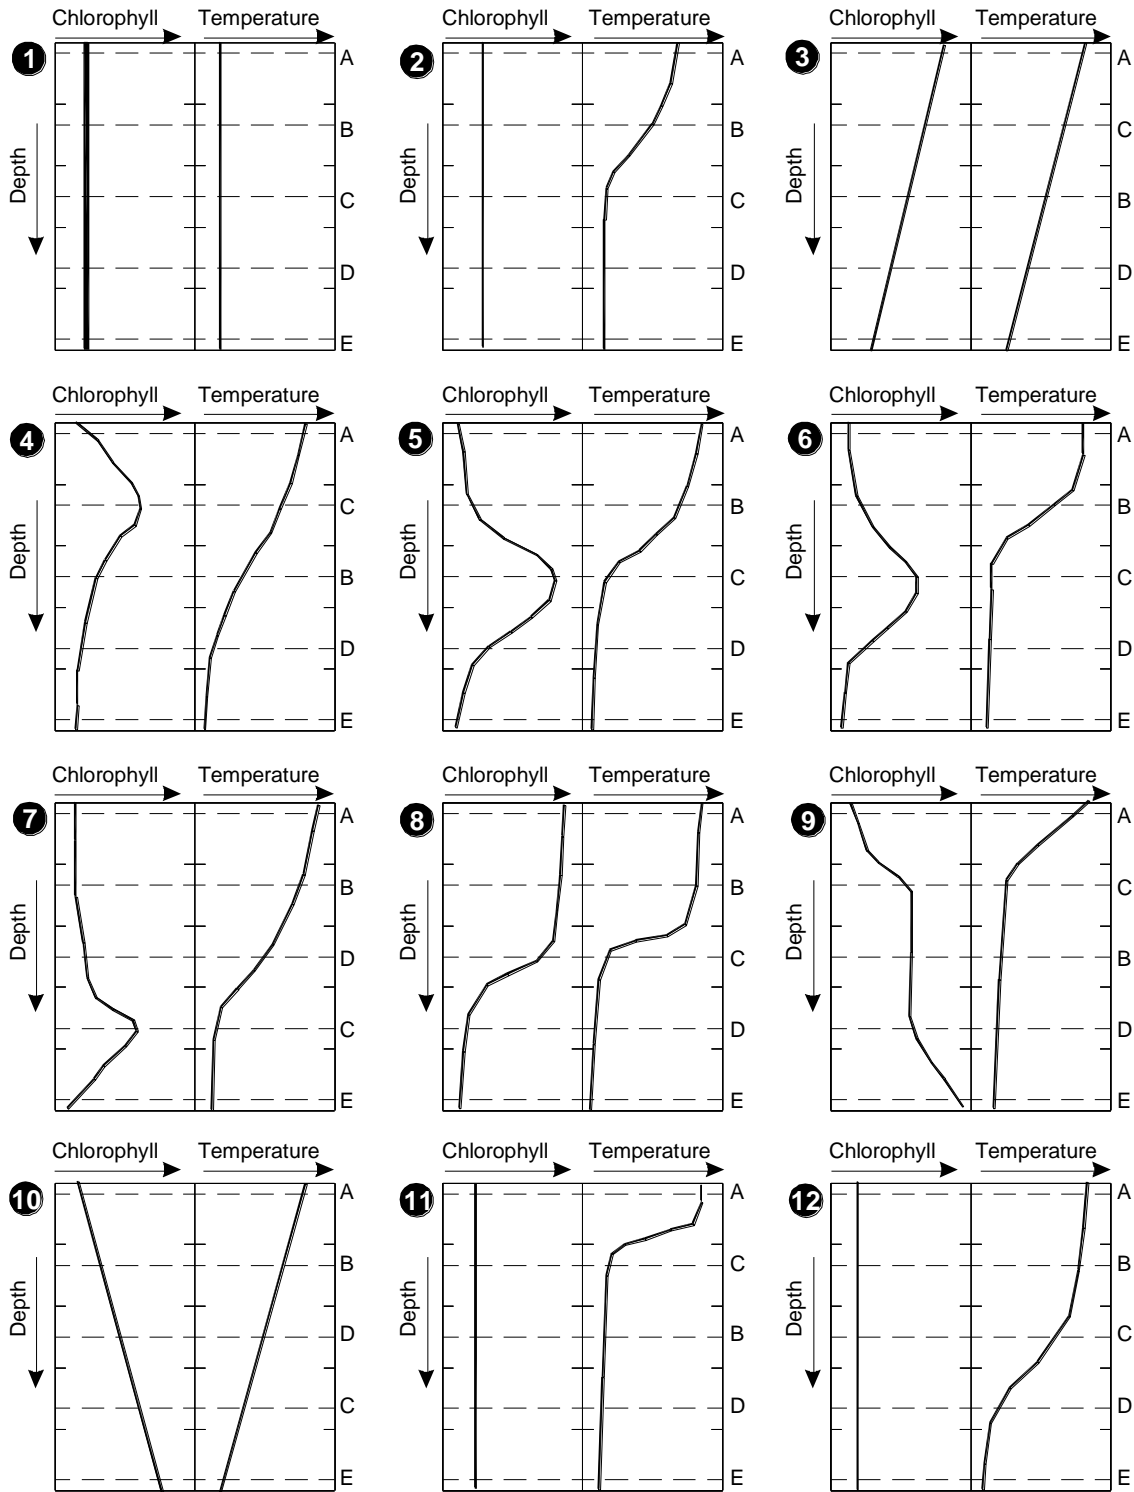 Chlorophyll Temperature Chlorophyll Temperature Chlorophyll Temperature
1 A 2 A 3 A
B B C
Depth Depth Depth
C C B
D D D
E E E
Chlorophyll Temperature Chlorophyll Temperature Chlorophyll Temperature
4 A 5 A 6 A
C B B
Depth Depth Depth
B C C
D D D
E E E
Chlorophyll Temperature Chlorophyll Temperature Chlorophyll Temperature
7 A 8 A 9 A
B B C
Depth Depth Depth
D C B
C D D
E E E
Chlorophyll Temperature Chlorophyll Temperature Chlorophyll Temperature
10 A 11 A 12 A
B C B
Depth Depth Depth
D B C
C D D
E E E